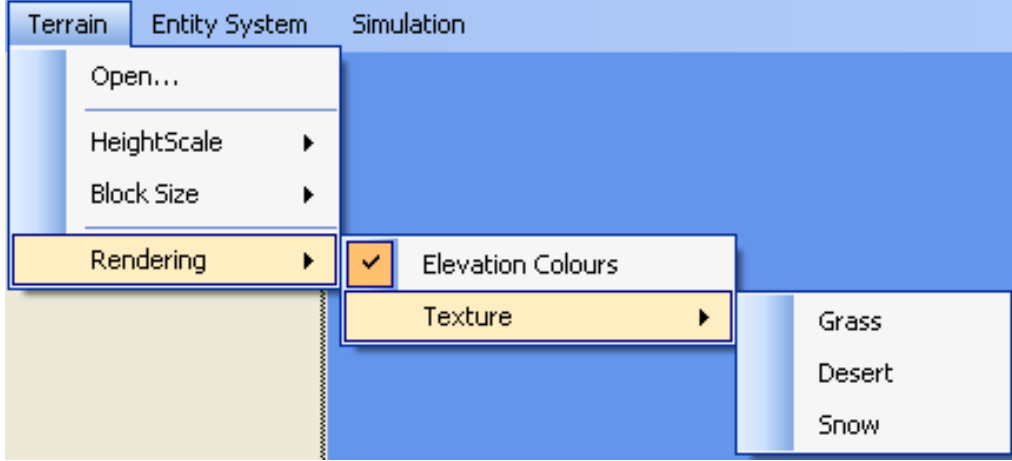 Terrain Entity System Simulation
Open...
HeightScale
Block Size
Rendering
Elevation Colours
Texture
Grass
Desert
Snow